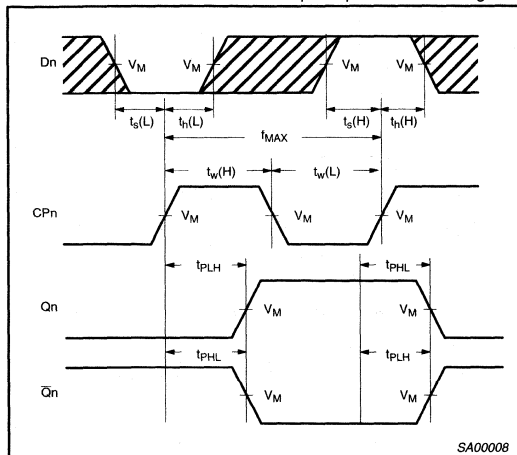 Dn
V_M V_M V_M V_M
t_s(L) t_h(L) t_s(H) t_h(H)
f_MAX
t_w(H) t_w(L)
CPn
V_M V_M V_M
t_PLH t_PHL
Qn
V_M V_M
t_PHL t_PLH
Q̅n
V_M V_M
SA00008